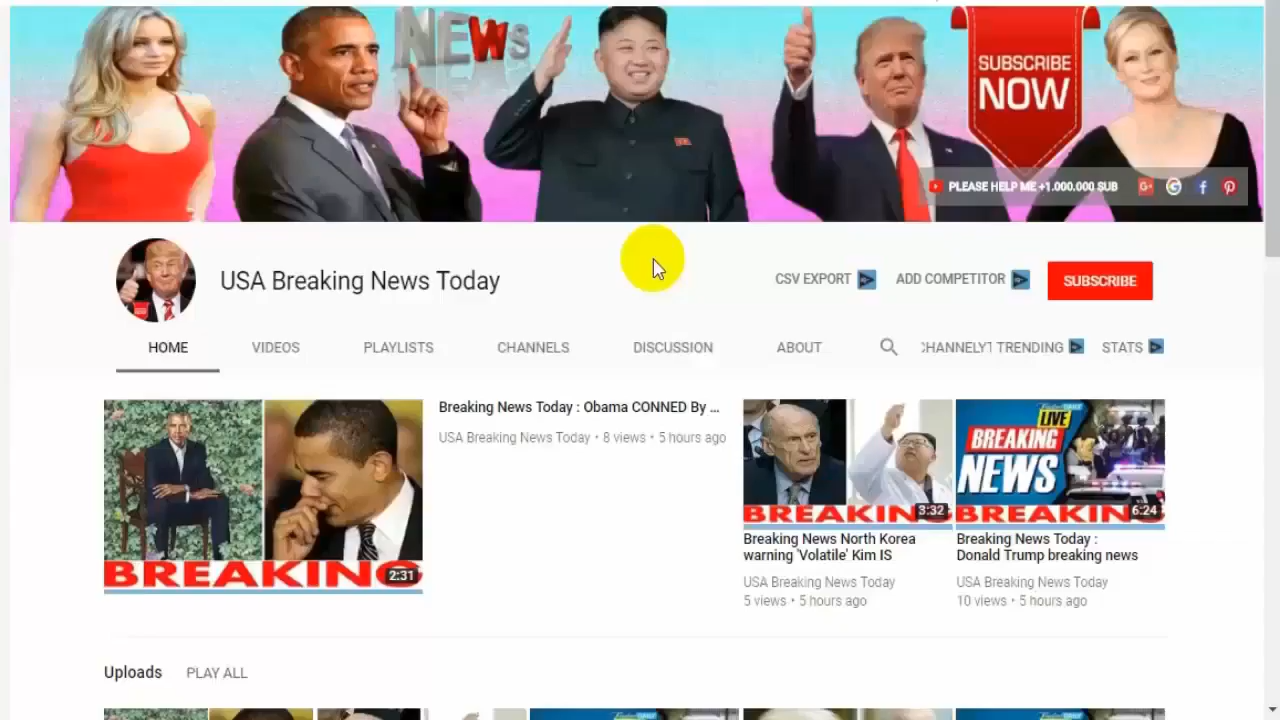 NEWS
SUBSCRIBE
NOW
PLEASE HELP ME +1.000.000 SUB
USA Breaking News Today
CSV EXPORT
ADD COMPETITOR
SUBSCRIBE
HOME
VIDEOS
PLAYLISTS
CHANNELS
DISCUSSION
ABOUT
CHANNELYT TRENDING
STATS
BREAKING
2:31
Breaking News Today : Obama CONNED By ...
USA Breaking News Today • 8 views • 5 hours ago
BREAKIN
3:32
Breaking News North Korea
warning 'Volatile' Kim IS
USA Breaking News Today
5 views • 5 hours ago
LIVE
BREAKING
NEWS
BREAKIN
6:24
Breaking News Today :
Donald Trump breaking news
USA Breaking News Today
10 views • 5 hours ago
Uploads
PLAY ALL